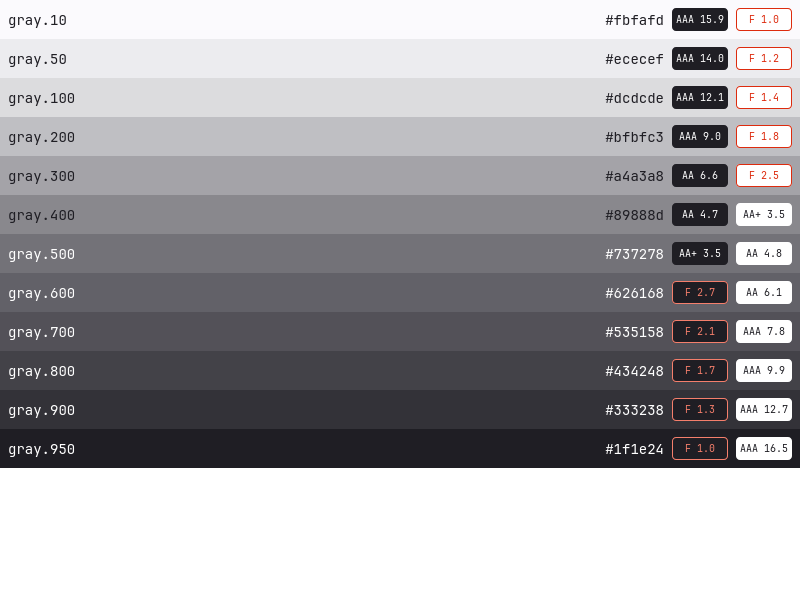 gray.10 #fbfafd AAA 15.9 F 1.0
gray.50 #ececef AAA 14.0 F 1.2
gray.100 #dcdcde AAA 12.1 F 1.4
gray.200 #bfbfc3 AAA 9.0 F 1.8
gray.300 #a4a3a8 AA 6.6 F 2.5
gray.400 #89888d AA 4.7 AA+ 3.5
gray.500 #737278 AA+ 3.5 AA 4.8
gray.600 #626168 F 2.7 AA 6.1
gray.700 #535158 F 2.1 AAA 7.8
gray.800 #434248 F 1.7 AAA 9.9
gray.900 #333238 F 1.3 AAA 12.7
gray.950 #1f1e24 F 1.0 AAA 16.5